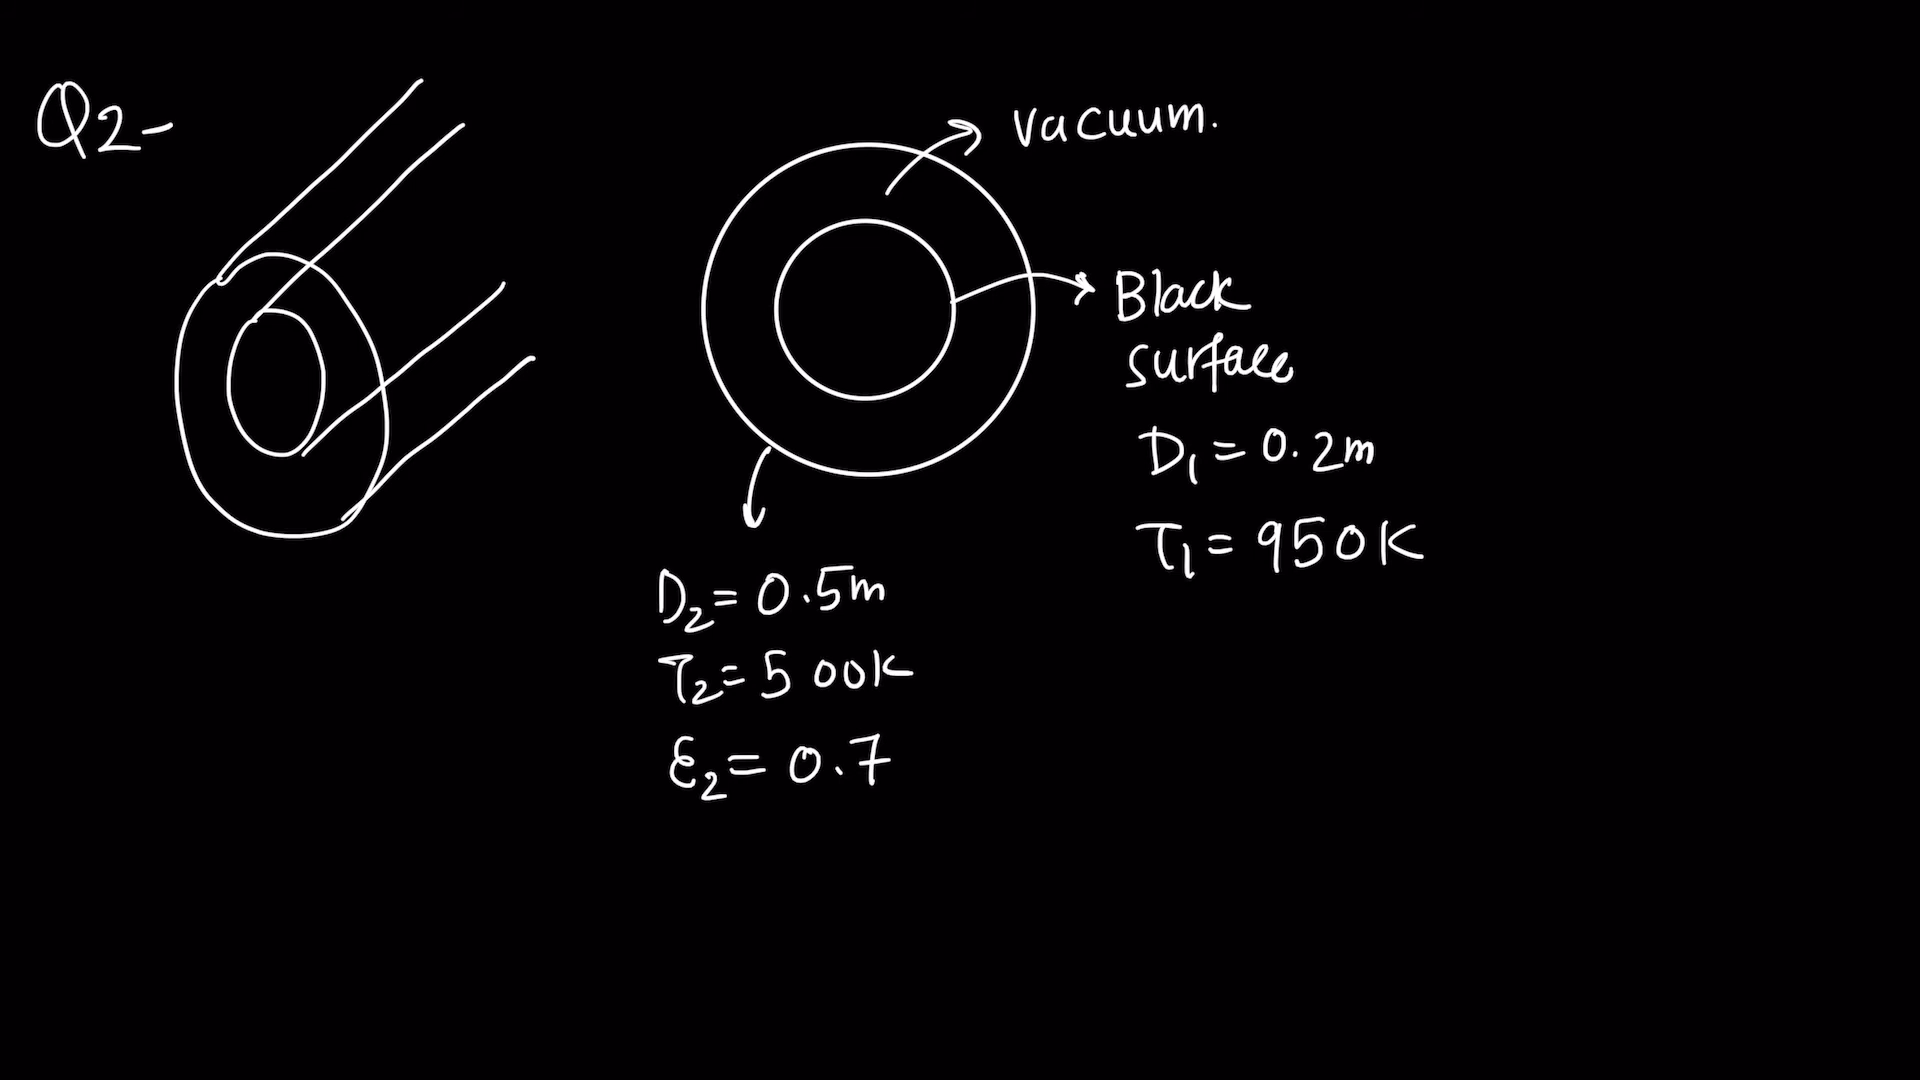 Q2-
Vacuum.
Black
surface
D₁ = 0.2m
T₁ = 950K
D₂ = 0.5m
T₂ = 500K
ε₂ = 0.7